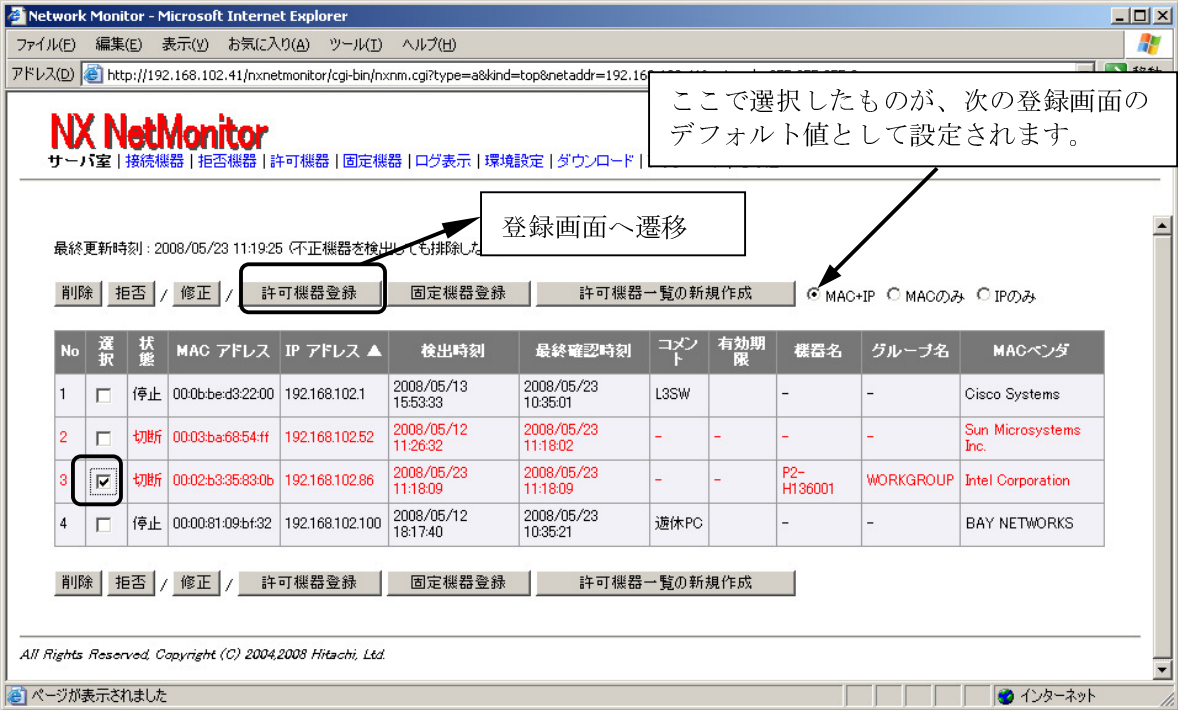 Network Monitor - Microsoft Internet Explorer
ファイル(F) 編集(E) 表示(V) お気に入り(A) ツール(T) ヘルプ(H)
アドレス(D) http://192.168.102.41/nxnetmonitor/cgi-bin/nxnm.cgi?type=a&kind=top&netaddr=192.16
ここで選択したものが、次の登録画面の
デフォルト値として設定されます。
NX NetMonitor
サーバ室 | 接続機器 | 拒否機器 | 許可機器 | 固定機器 | ログ表示 | 環境設定 | ダウンロード |
登録画面へ遷移
最終更新時刻 : 2008/05/23 11:19:25 (不正機器を検出しても排除しな
削除 拒否 / 修正 / 許可機器登録 固定機器登録 許可機器一覧の新規作成 MAC+IP MACのみ IPのみ
No 選択 状態 MAC アドレス IP アドレス ▲ 検出時刻 最終確認時刻 コメント 有効期限 機器名 グループ名 MACベンダ
1 停止 00:0b:be:d3:22:00 192.168.102.1 2008/05/13 15:53:33 2008/05/23 10:35:01 L3SW - - Cisco Systems
2 切断 00:03:ba:68:54:ff 192.168.102.52 2008/05/12 11:26:32 2008/05/23 11:18:02 - - - - Sun Microsystems Inc.
3 切断 00:02:b3:35:83:0b 192.168.102.86 2008/05/23 11:18:09 2008/05/23 11:18:09 - - P2-H136001 WORKGROUP Intel Corporation
4 停止 00:00:81:09:bf:32 192.168.102.100 2008/05/12 18:17:40 2008/05/23 10:35:21 遊休PC - - BAY NETWORKS
削除 拒否 / 修正 / 許可機器登録 固定機器登録 許可機器一覧の新規作成
All Rights Reserved, Copyright (C) 2004,2008 Hitachi, Ltd.
ページが表示されました インターネット